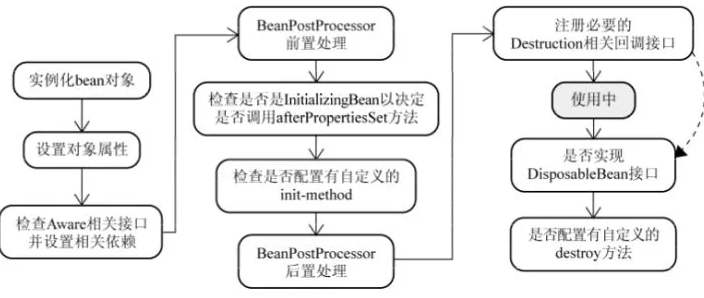 实例化bean对象
设置对象属性
检查Aware相关接口
并设置相关依赖
BeanPostProcessor
前置处理
检查是否是InitializingBean以决定
是否调用afterPropertiesSet方法
检查是否配置有自定义的
init-method
BeanPostProcessor
后置处理
注册必要的
Destruction相关回调接口
使用中
是否实现
DisposableBean接口
是否配置有自定义的
destroy方法